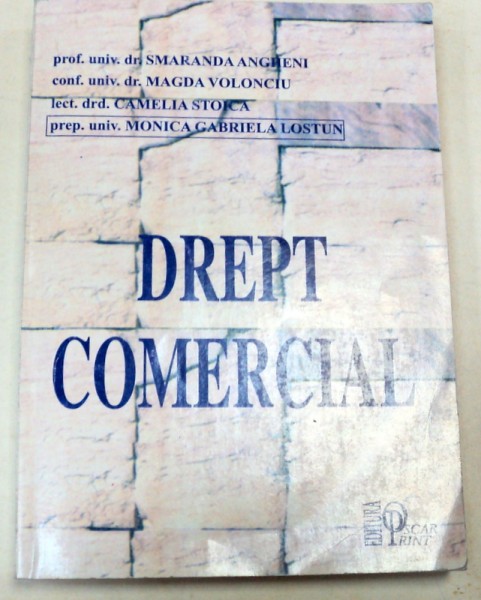 prof. univ. dr. SMARANDA ANGHENI
conf. univ. dr. MAGDA VOLONCIU
lect. drd. CAMELIA STOICA
prep. univ. MONICA GABRIELA LOSTUN
DREPT
COMERCIAL
EDITURA
OSCAR
PRINT